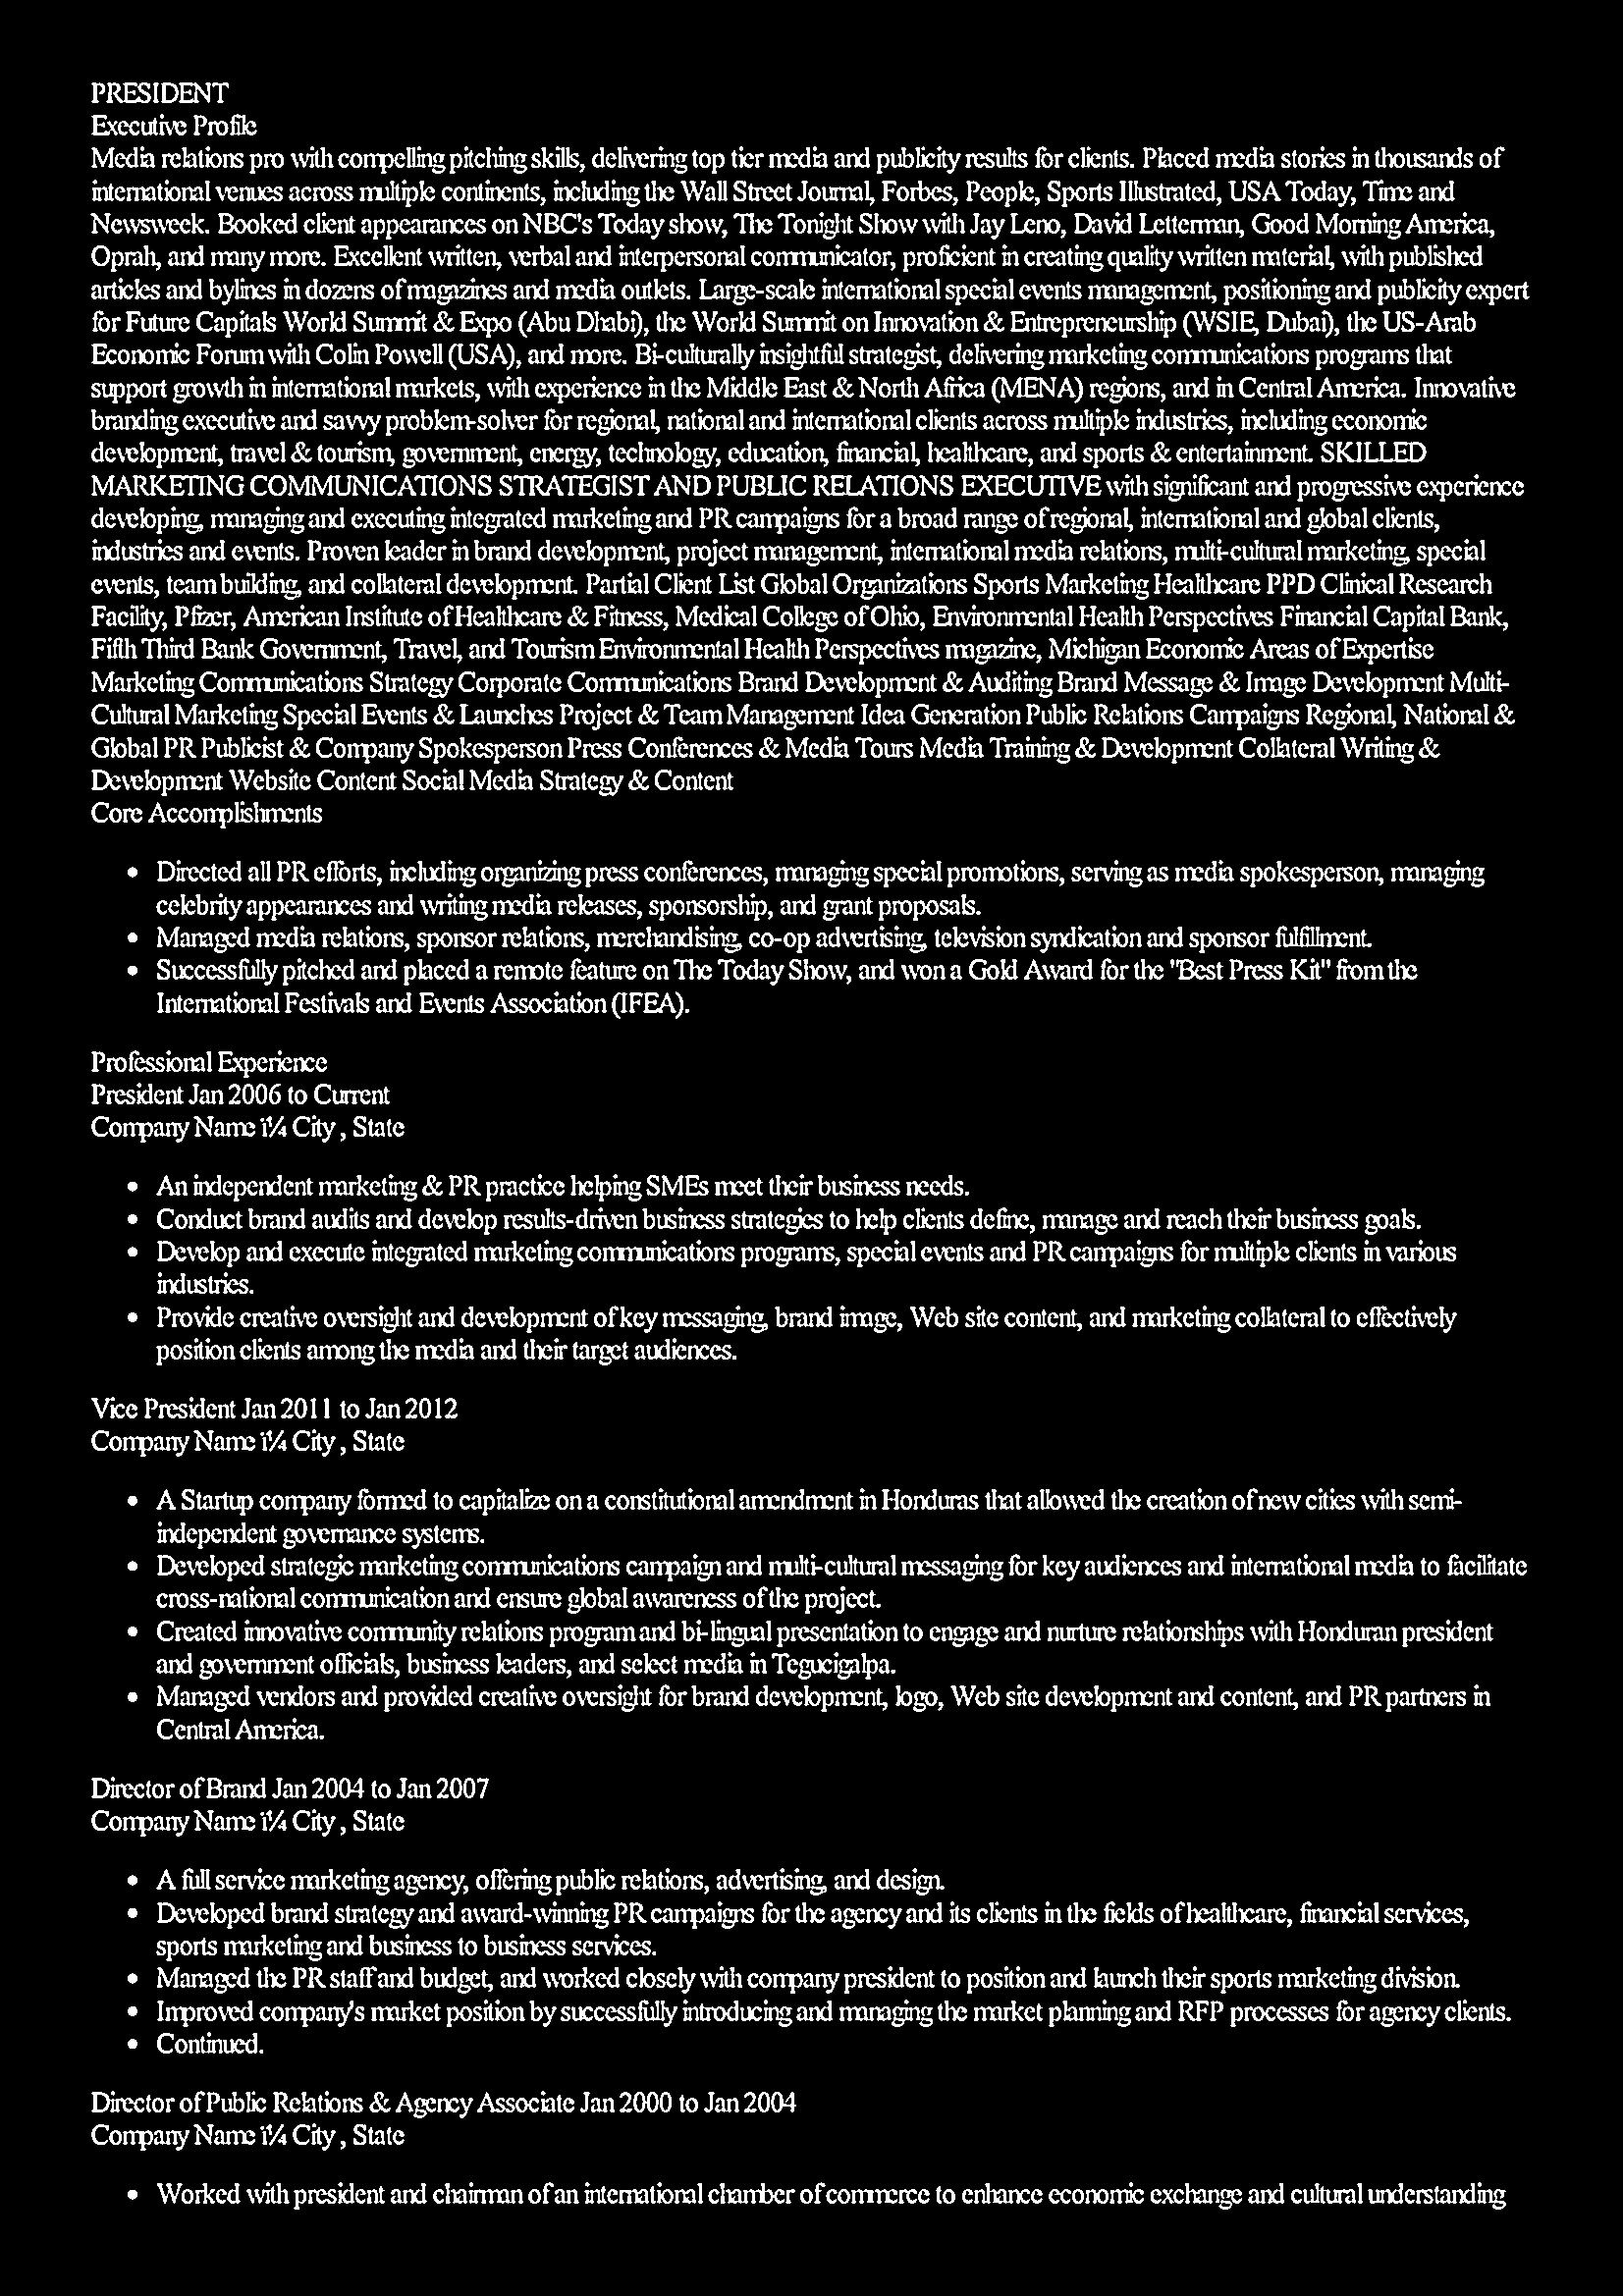 PRESIDENT
Executive Profile
Media relations pro with compelling pitching skills, delivering top tier media and publicity results for clients. Placed media stories in thousands of
international venues across multiple continents, including the Wall Street Journal, Forbes, People, Sports Illustrated, USA Today, Time and
Newsweek. Booked client appearances on NBC's Today show, The Tonight Show with Jay Leno, David Letterman, Good Morning America,
Oprah, and many more. Excellent written, verbal and interpersonal communicator, proficient in creating quality written material, with published
articles and bylines in dozens of magazines and media outlets. Large-scale international special events management, positioning and publicity expert
for Future Capitals World Summit & Expo (Abu Dhabi), the World Summit on Innovation & Entrepreneurship (WSIE, Dubai), the US-Arab
Economic Forum with Colin Powell (USA), and more. Bi-culturally insightful strategist, delivering marketing communications programs that
support growth in international markets, with experience in the Middle East & North Africa (MENA) regions, and in Central America. Innovative
branding executive and savvy problem-solver for regional, national and international clients across multiple industries, including economic
development, travel & tourism, government, energy, technology, education, financial, healthcare, and sports & entertainment. SKILLED
MARKETING COMMUNICATIONS STRATEGIST AND PUBLIC RELATIONS EXECUTIVE with significant and progressive experience
developing, managing and executing integrated marketing and PR campaigns for a broad range of regional, international and global clients,
industries and events. Proven leader in brand development, project management, international media relations, multi-cultural marketing, special
events, team building, and collateral development. Partial Client List Global Organizations Sports Marketing Healthcare PPD Clinical Research
Facility, Pfizer, American Institute of Healthcare & Fitness, Medical College of Ohio, Environmental Health Perspectives Financial Capital Bank,
Fifth Third Bank Government, Travel, and Tourism Environmental Health Perspectives magazine, Michigan Economic Areas of Expertise
Marketing Communications Strategy Corporate Communications Brand Development & Auditing Brand Message & Image Development Multi-
Cultural Marketing Special Events & Launches Project & Team Management Idea Generation Public Relations Campaigns Regional, National &
Global PR Publicist & Company Spokesperson Press Conferences & Media Tours Media Training & Development Collateral Writing &
Development Website Content Social Media Strategy & Content
Core Accomplishments
• Directed all PR efforts, including organizing press conferences, managing special promotions, serving as media spokesperson, managing
celebrity appearances and writing media releases, sponsorship, and grant proposals.
• Managed media relations, sponsor relations, merchandising, co-op advertising, television syndication and sponsor fulfillment.
• Successfully pitched and placed a remote feature on The Today Show, and won a Gold Award for the "Best Press Kit" from the
International Festivals and Events Association (IFEA).
Professional Experience
President Jan 2006 to Current
Company Name ï¼ City , State
• An independent marketing & PR practice helping SMEs meet their business needs.
• Conduct brand audits and develop results-driven business strategies to help clients define, manage and reach their business goals.
• Develop and execute integrated marketing communications programs, special events and PR campaigns for multiple clients in various
industries.
• Provide creative oversight and development of key messaging, brand image, Web site content, and marketing collateral to effectively
position clients among the media and their target audiences.
Vice President Jan 2011 to Jan 2012
Company Name ï¼ City , State
• A Startup company formed to capitalize on a constitutional amendment in Honduras that allowed the creation of new cities with semi-
independent governance systems.
• Developed strategic marketing communications campaign and multi-cultural messaging for key audiences and international media to facilitate
cross-national communication and ensure global awareness of the project.
• Created innovative community relations program and bi-lingual presentation to engage and nurture relationships with Honduran president
and government officials, business leaders, and select media in Tegucigalpa.
• Managed vendors and provided creative oversight for brand development, logo, Web site development and content, and PR partners in
Central America.
Director of Brand Jan 2004 to Jan 2007
Company Name ï¼ City , State
• A full service marketing agency, offering public relations, advertising, and design.
• Developed brand strategy and award-winning PR campaigns for the agency and its clients in the fields of healthcare, financial services,
sports marketing and business to business services.
• Managed the PR staff and budget, and worked closely with company president to position and launch their sports marketing division.
• Improved company's market position by successfully introducing and managing the market planning and RFP processes for agency clients.
• Continued.
Director of Public Relations & Agency Associate Jan 2000 to Jan 2004
Company Name ï¼ City , State
• Worked with president and chairman of an international chamber of commerce to enhance economic exchange and cultural understanding